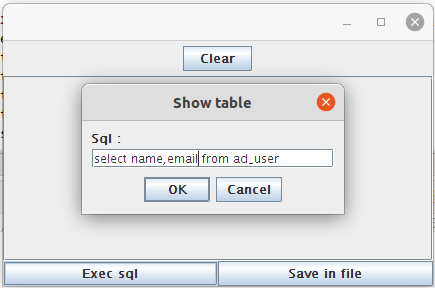 Clear
Show table
Sql :
select name,email from ad_user
OK Cancel
Exec sql Save in file